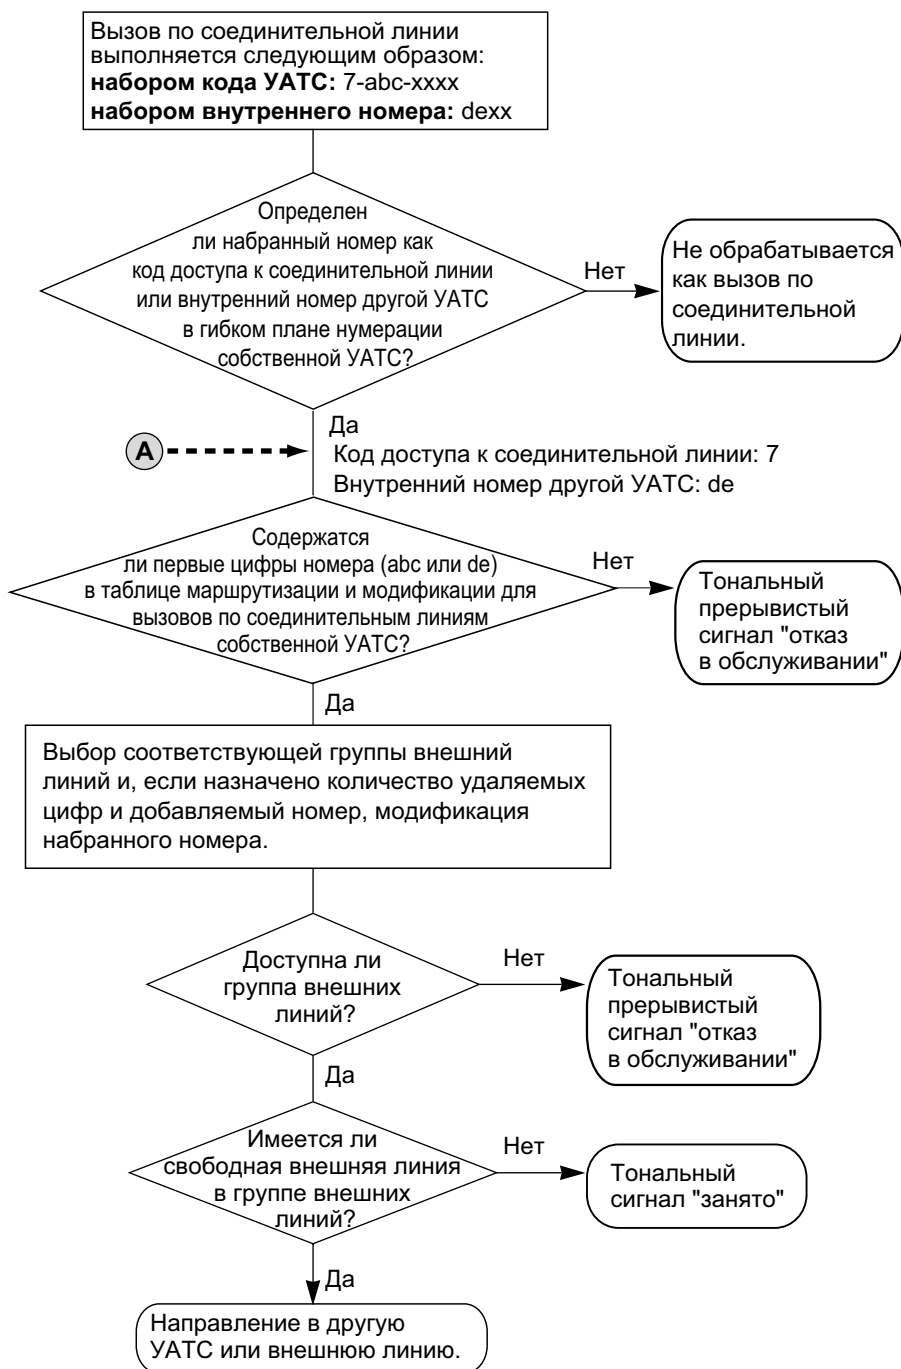 Вызов по соединительной линии
выполняется следующим образом:
набором кода УАТС: 7-abc-xxxx
набором внутреннего номера: dexx
Определен
ли набранный номер как
код доступа к соединительной линии
или внутренний номер другой УАТС
в гибком плане нумерации
собственной УАТС?
Нет
Не обрабатывается
как вызов по
соединительной
линии.
Да
A
Код доступа к соединительной линии: 7
Внутренний номер другой УАТС: de
Содержатся
ли первые цифры номера (abc или de)
в таблице маршрутизации и модификации для
вызовов по соединительным линиям
собственной УАТС?
Нет
Тональный
прерывистый
сигнал "отказ
в обслуживании"
Да
Выбор соответствующей группы внешний
линий и, если назначено количество удаляемых
цифр и добавляемый номер, модификация
набранного номера.
Доступна ли
группа внешних
линий?
Нет
Тональный
прерывистый
сигнал "отказ
в обслуживании"
Да
Имеется ли
свободная внешняя линия
в группе внешних
линий?
Нет
Тональный
сигнал "занято"
Да
Направление в другую
УАТС или внешнюю линию.